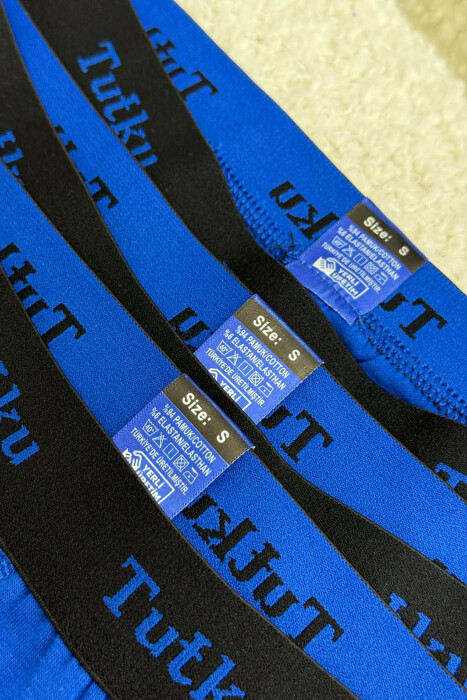 Tutku
Tutku
Tutku
Size: S
%94 PAMUK/COTTON
%6 ELASTAN/ELASTHAN
TÜRKİYE'DE ÜRETİLMİŞTİR.
YERLİ
ÜRETİM
Size: S
%94 PAMUK/COTTON
%6 ELASTAN/ELASTHAN
TÜRKİYE'DE ÜRETİLMİŞTİR.
YERLİ
Tutku
Size: S
%94 PAMUK/COTTON
%6 ELASTAN/ELASTHAN
TÜRKİYE'DE ÜRETİLMİŞTİR.
YERLİ
ÜRETİM
Tutku
Tutku